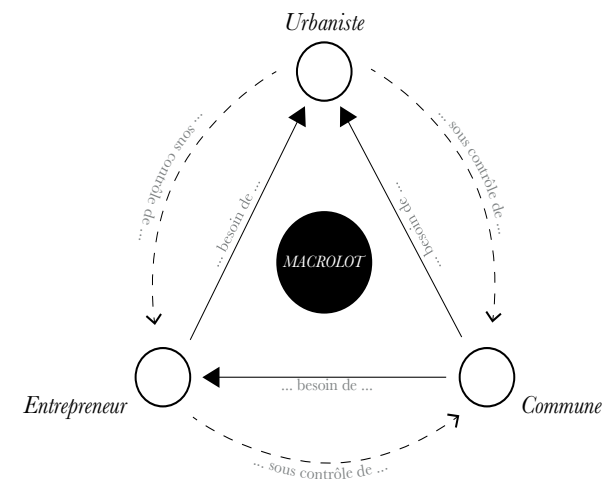 Urbaniste
... sous contrôle de ...
... sous contrôle de ...
... besoin de ...
... besoin de ...
MACROLOT
... besoin de ...
Entrepreneur
Commune
... sous contrôle de ...